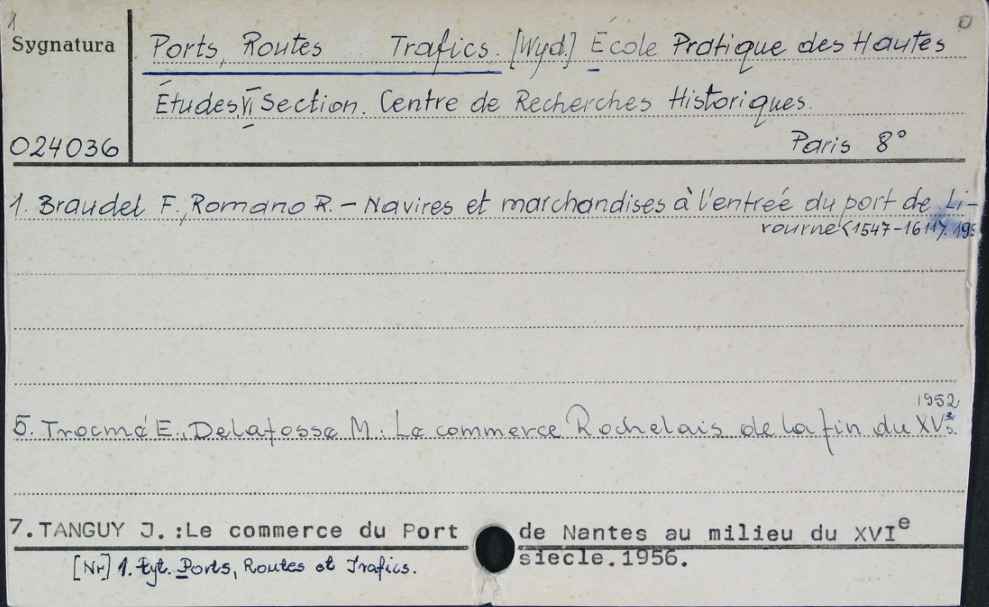 1
Sygnatura
Ports, Routes Trafics. [Wyd.] École Pratique des Hautes
Études, VI Section. Centre de Recherches Historiques.
024036
Paris 8°
1. Braudel F., Romano R. - Navires et marchandises à l'entreé du port de Li-
vourne (1547-1611). 195
1952
5. Trocmé E., Delafosse M.: Le commerce Rochelais de la fin du XVs.
7. TANGUY J. :Le commerce du Port de Nantes au milieu du XVIe
siecle.1956.
[Nr] 1. tyt. Ports, Routes et Trafics.